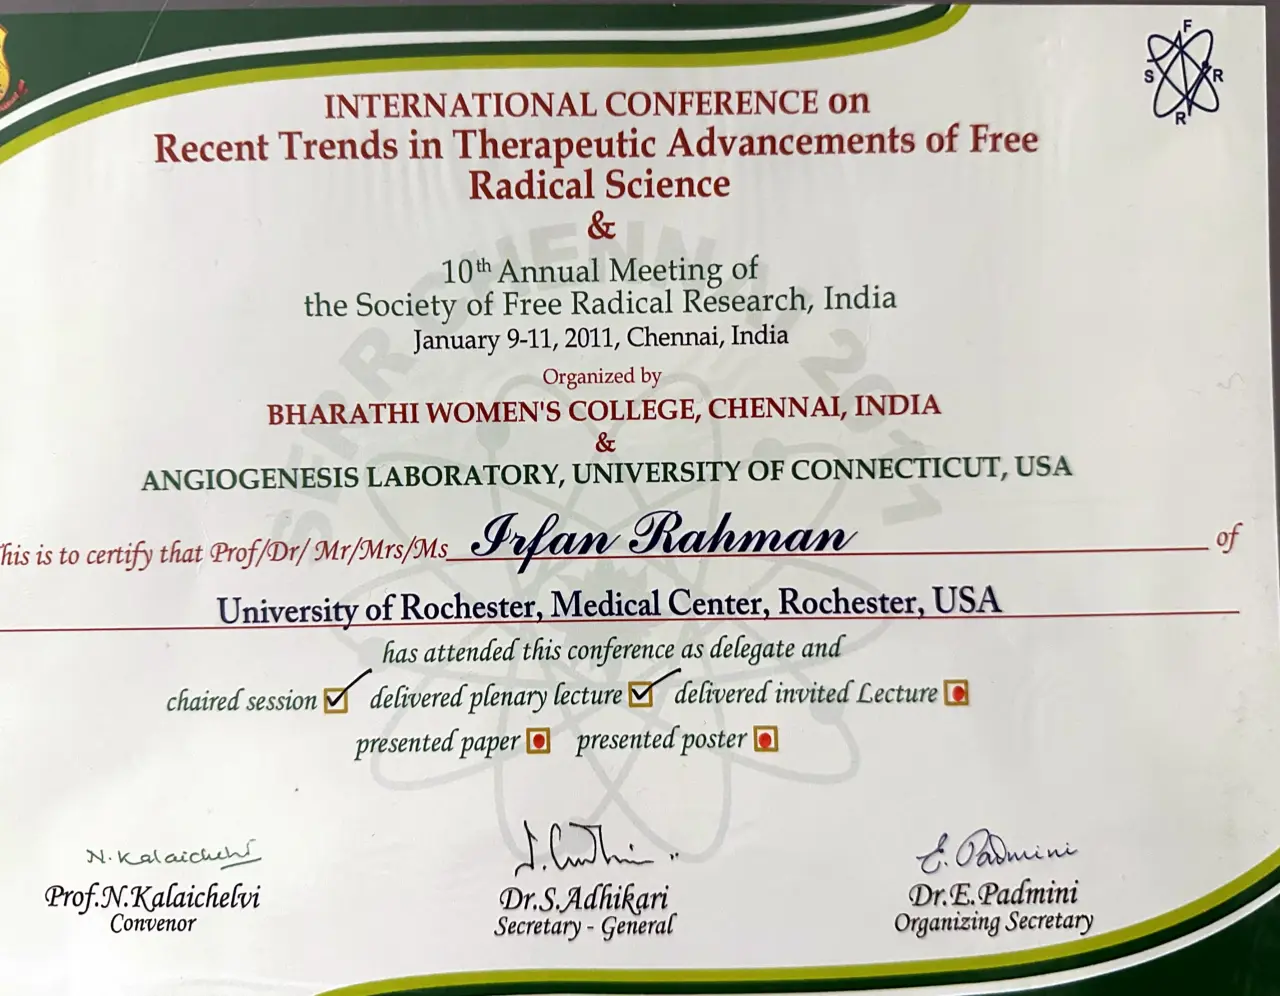 F
S R
R
INTERNATIONAL CONFERENCE on
Recent Trends in Therapeutic Advancements of Free
Radical Science
&
10th Annual Meeting of
the Society of Free Radical Research, India
January 9-11, 2011, Chennai, India
Organized by
BHARATHI WOMEN'S COLLEGE, CHENNAI, INDIA
&
ANGIOGENESIS LABORATORY, UNIVERSITY OF CONNECTICUT, USA
his is to certify that Prof/Dr/ Mr/Mrs/Ms Irfan Rahman of
University of Rochester, Medical Center, Rochester, USA
has attended this conference as delegate and
chaired session delivered plenary lecture delivered invited Lecture
presented paper presented poster
N. Kalaichelvi
E. Padmini
Prof.N.Kalaichelvi Dr.S.Adhikari Dr.E.Padmini
Convenor Secretary - General Organizing Secretary
SFRR CHENNAI 2011